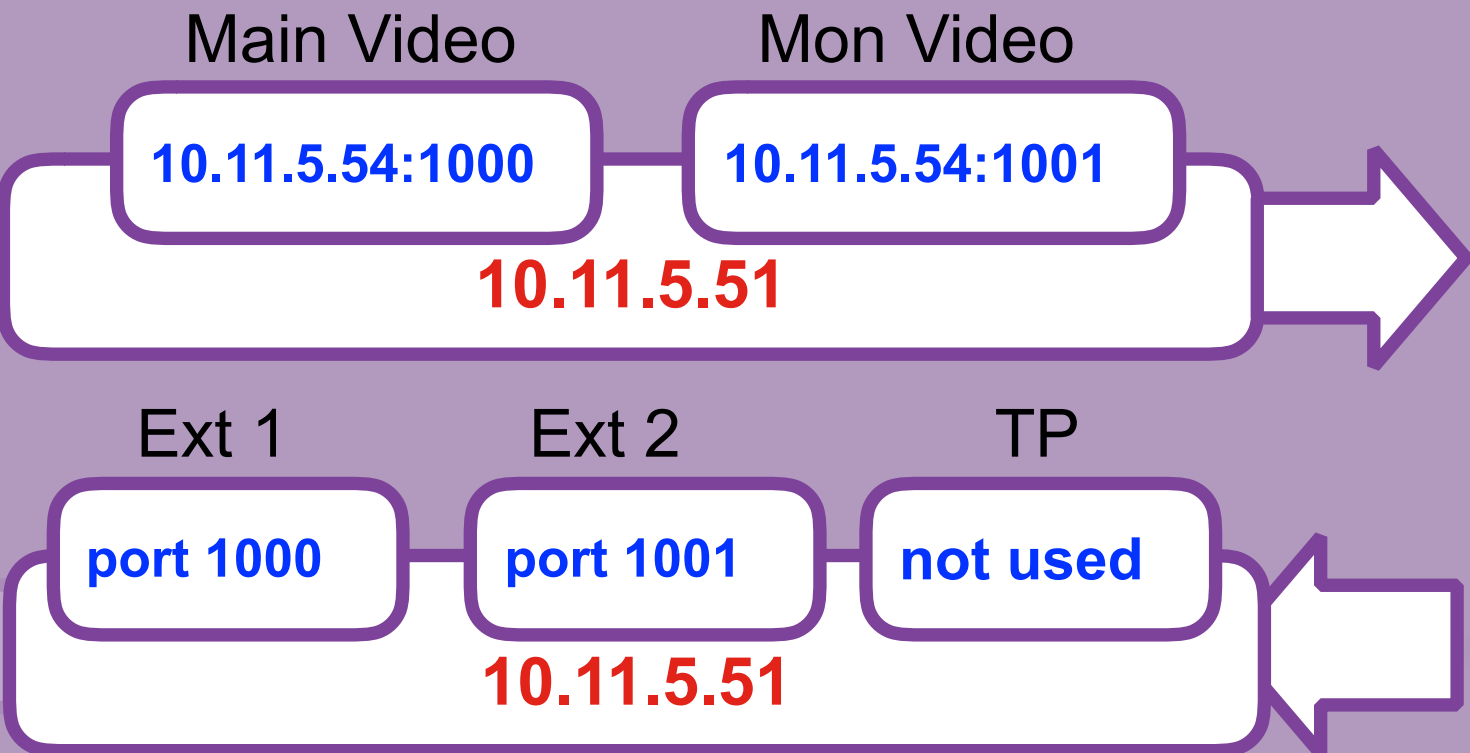 Main Video Mon Video
10.11.5.54:1000 10.11.5.54:1001
10.11.5.51
Ext 1 Ext 2 TP
port 1000 port 1001 not used
10.11.5.51